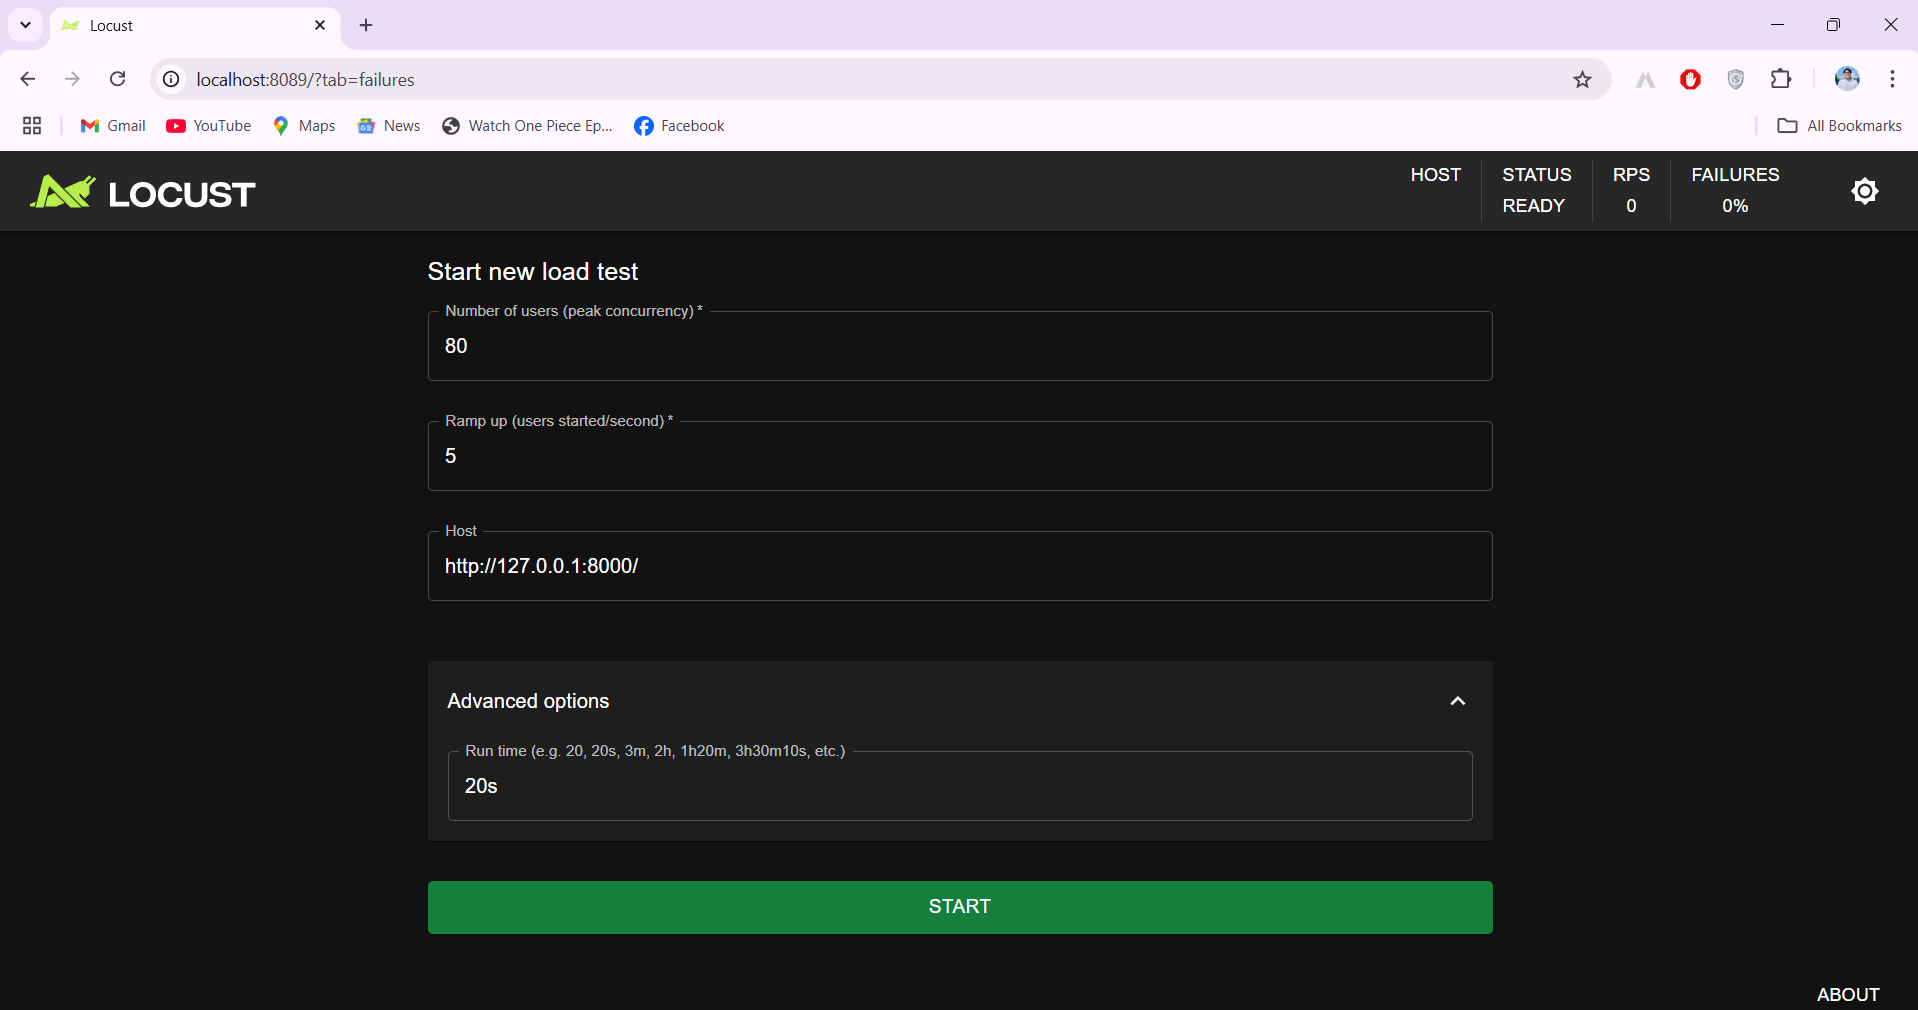 Locust
localhost:8089/?tab=failures
Gmail
YouTube
Maps
News
Watch One Piece Ep...
Facebook
All Bookmarks
LOCUST
HOST
STATUS
READY
RPS
0
FAILURES
0%
Start new load test
Number of users (peak concurrency) *
80
Ramp up (users started/second) *
5
Host
http://127.0.0.1:8000/
Advanced options
Run time (e.g. 20, 20s, 3m, 2h, 1h20m, 3h30m10s, etc.)
20s
START
ABOUT